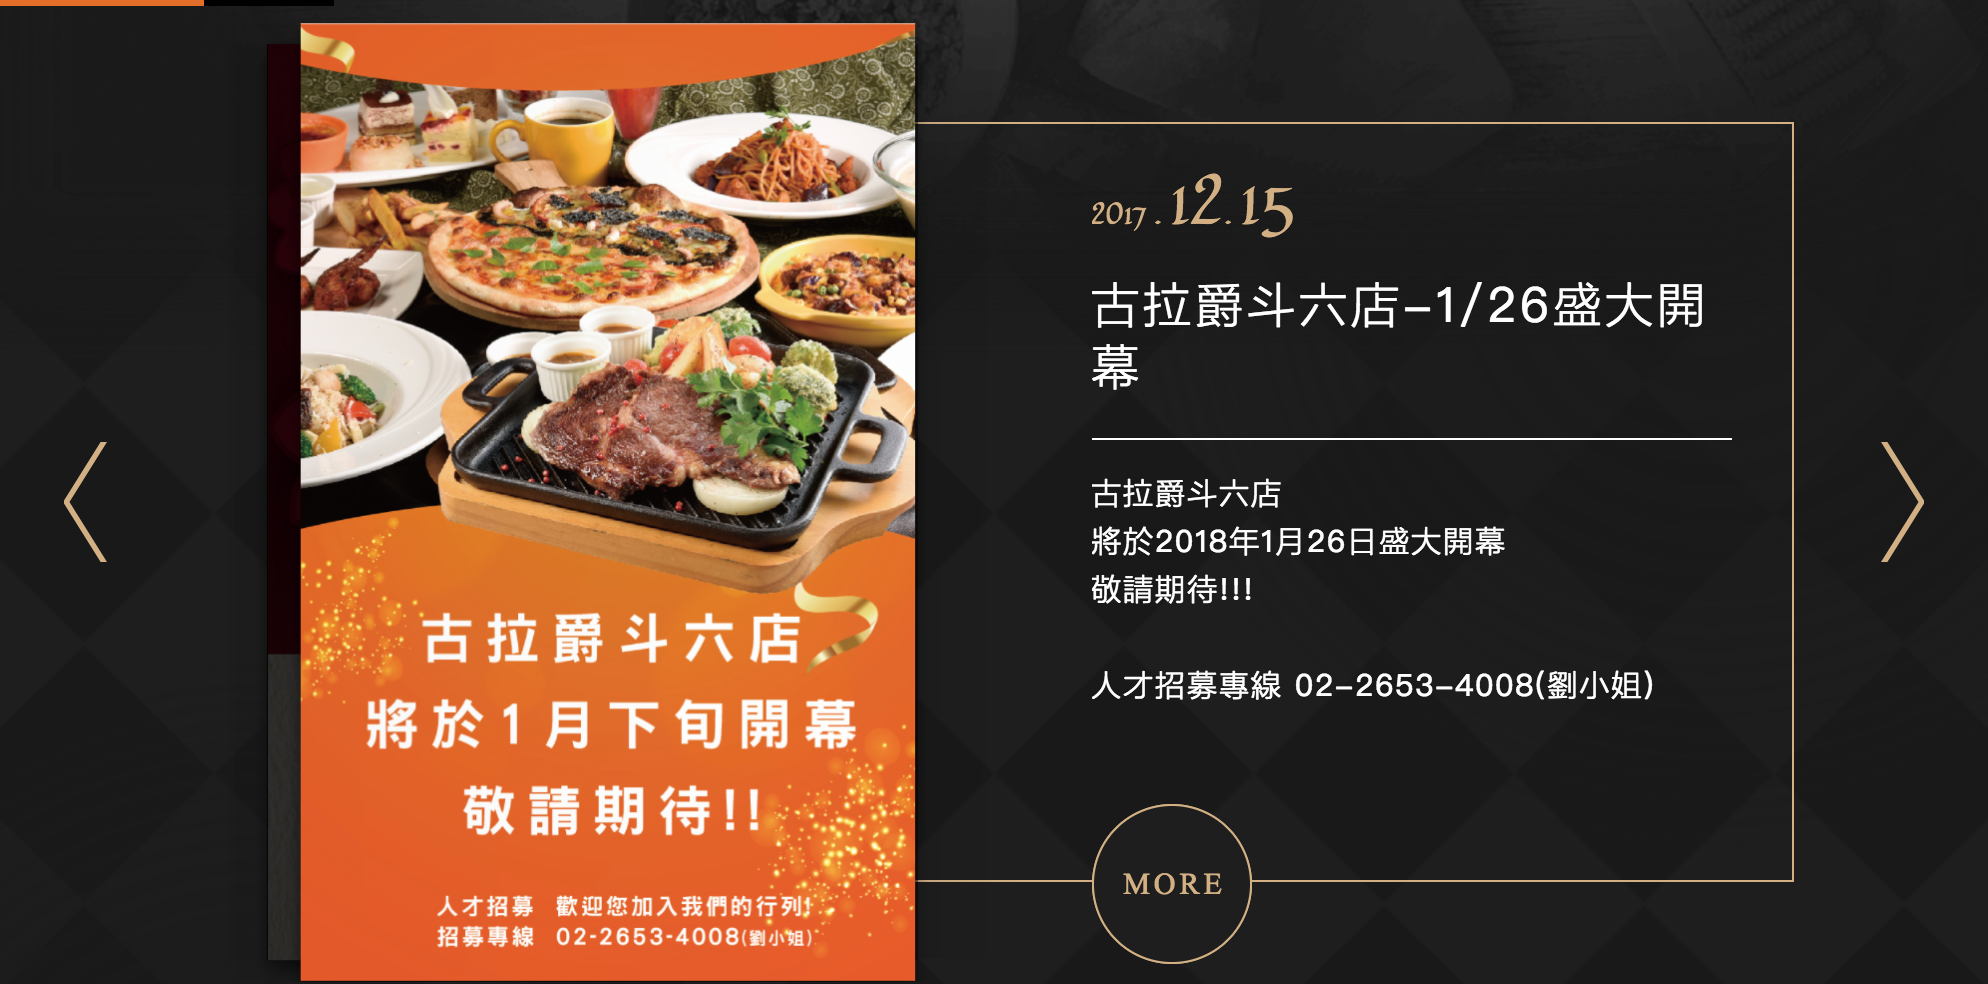 古拉爵斗六店
將於1月下旬開幕
敬請期待!!
人才招募 歡迎您加入我們的行列!
招募專線 02-2653-4008(劉小姐)
2017.12.15
古拉爵斗六店-1/26盛大開
幕
古拉爵斗六店
將於2018年1月26日盛大開幕
敬請期待!!!
人才招募專線 02-2653-4008(劉小姐)
MORE